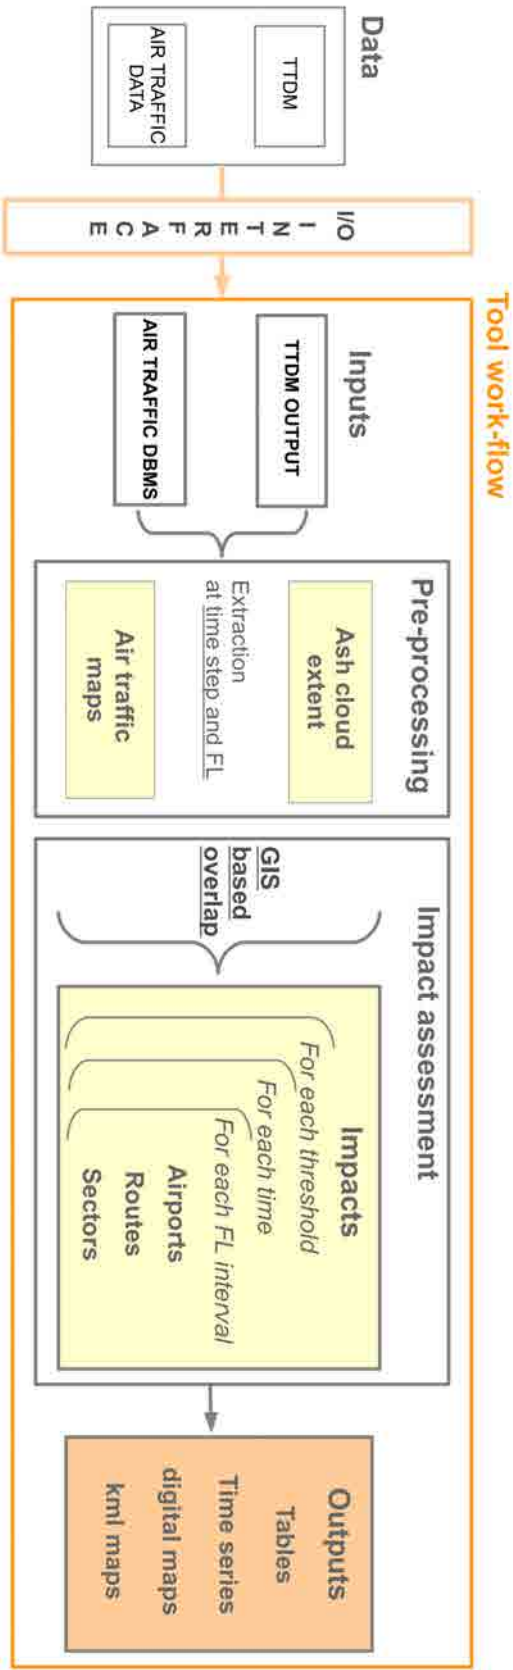 Tool work-flow
Data
TTDM
AIR TRAFFIC
DATA
I/O
I
N
T
E
R
F
A
C
E
Inputs
TTDM OUTPUT
AIR TRAFFIC DBMS
Pre-processing
Ash cloud
extent
Extraction
at time step and FL
Air traffic
maps
Impact assessment
GIS
based
overlap
Impacts
For each threshold
For each time
For each FL interval
Airports
Routes
Sectors
Outputs
Tables
Time series
digital maps
kml maps